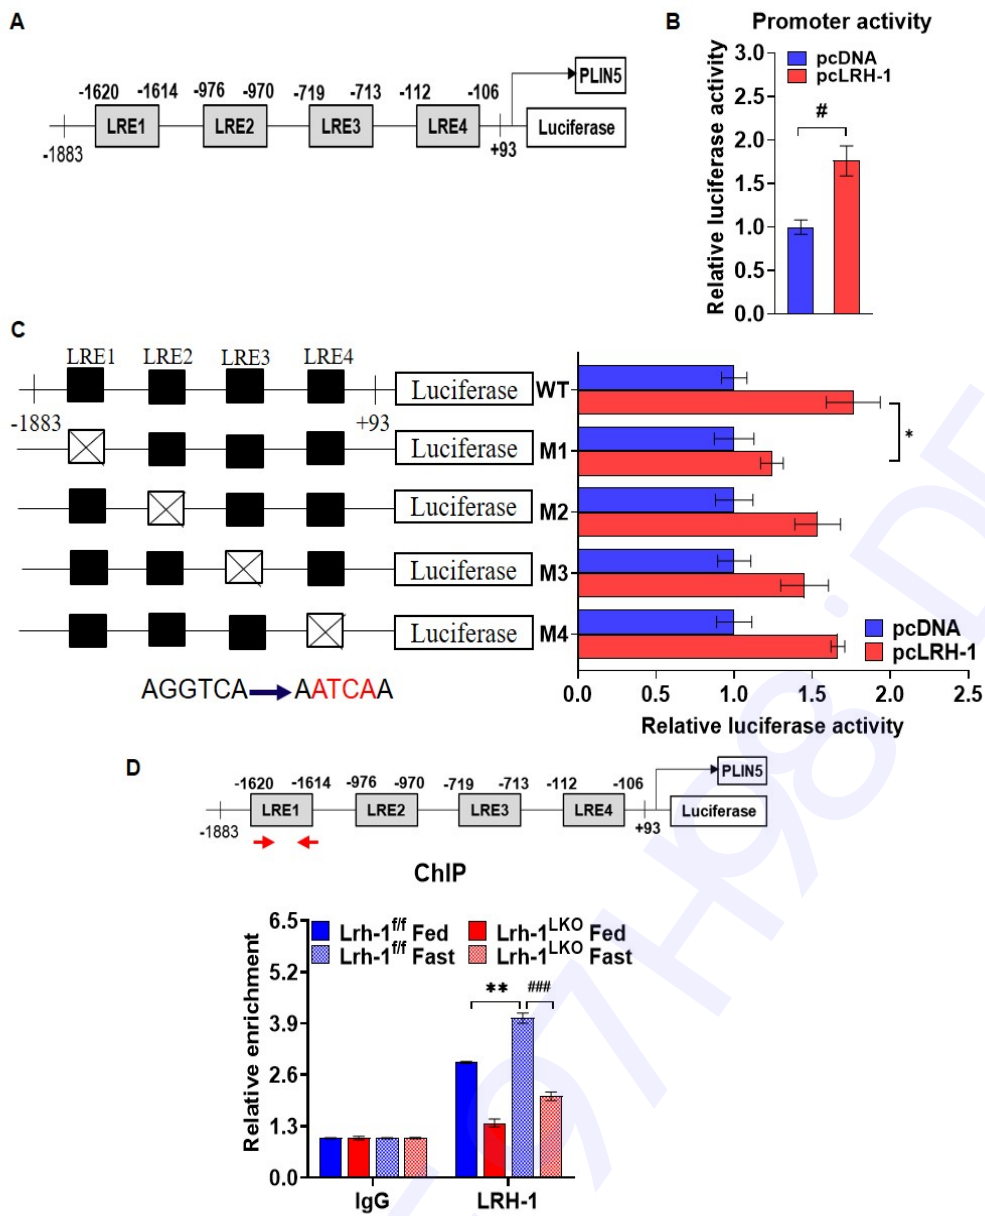 A
-1620 -1614 -976 -970 -719 -713 -112 -106
PLIN5
LRE1 LRE2 LRE3 LRE4 Luciferase
-1883 +93
B Promoter activity
Relative luciferase activity
3.0
2.5
2.0
1.5
1.0
0.5
0.0
pcDNA
pcLRH-1
#
C
LRE1 LRE2 LRE3 LRE4
-1883 +93
Luciferase WT
Luciferase M1
Luciferase M2
Luciferase M3
Luciferase M4
*
pcDNA
pcLRH-1
0.0 0.5 1.0 1.5 2.0 2.5
Relative luciferase activity
AGGTCA AATCAA
D
-1620 -1614 -976 -970 -719 -713 -112 -106
PLIN5
LRE1 LRE2 LRE3 LRE4 Luciferase
-1883 +93
ChIP
Relative enrichment
6.5
5.2
3.9
2.6
1.3
0.0
Lrh-1f/f Fed Lrh-1LKO Fed
Lrh-1f/f Fast Lrh-1LKO Fast
** ###
IgG LRH-1